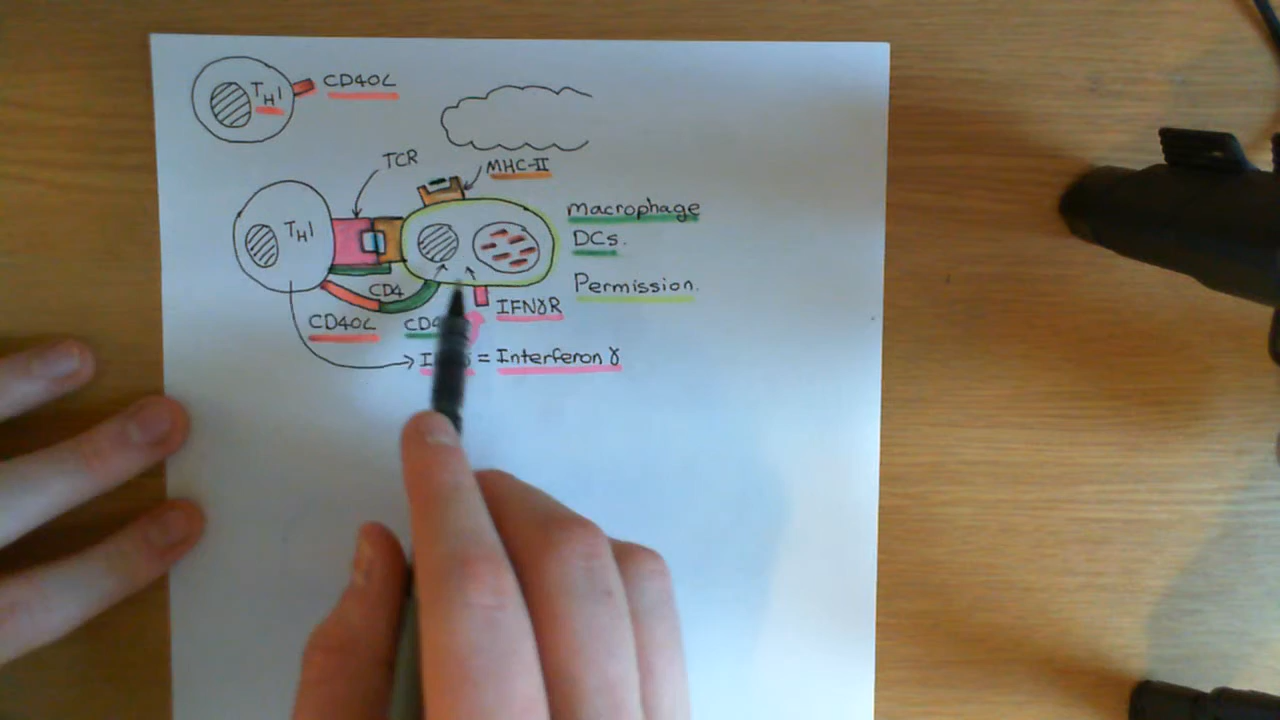 TH1 CD40L
TCR
MHC-II
TH1
macrophage
DCs.
CD4
Permission.
IFNγR
CD40L
= Interferon γ